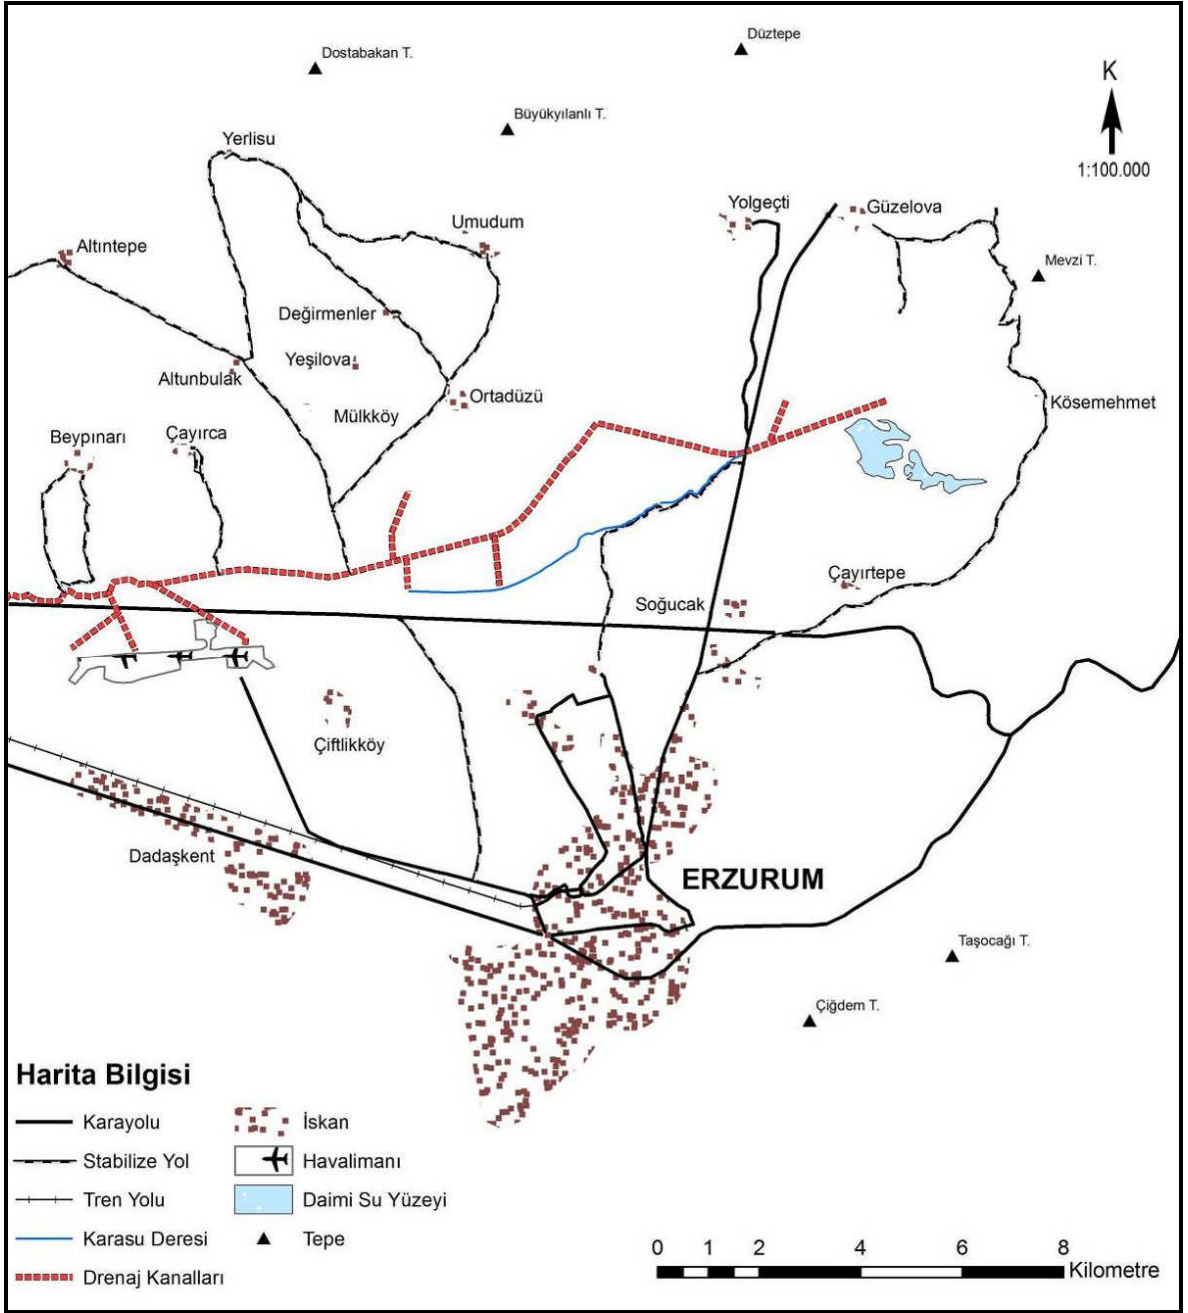 Düztepe
Dostabakan T.
K
Büyükyılanlı T.
Yerlisu
1:100.000
Yolgeçti
Güzelova
Umudum
Altıntepe
Mevzi T.
Değirmenler
Yeşilova
Altunbulak
Ortadüzü
Kösemehmet
Mülkköy
Beypınarı
Çayırca
Çayırtepe
Soğucak
Çiftlikköy
Dadaşkent
ERZURUM
Taşocağı T.
Çiğdem T.
Harita Bilgisi
Karayolu
İskan
Stabilize Yol
Havalimanı
Tren Yolu
Daimi Su Yüzeyi
Karasu Deresi
Tepe
Drenaj Kanalları
0 1 2 4 6 8
Kilometre